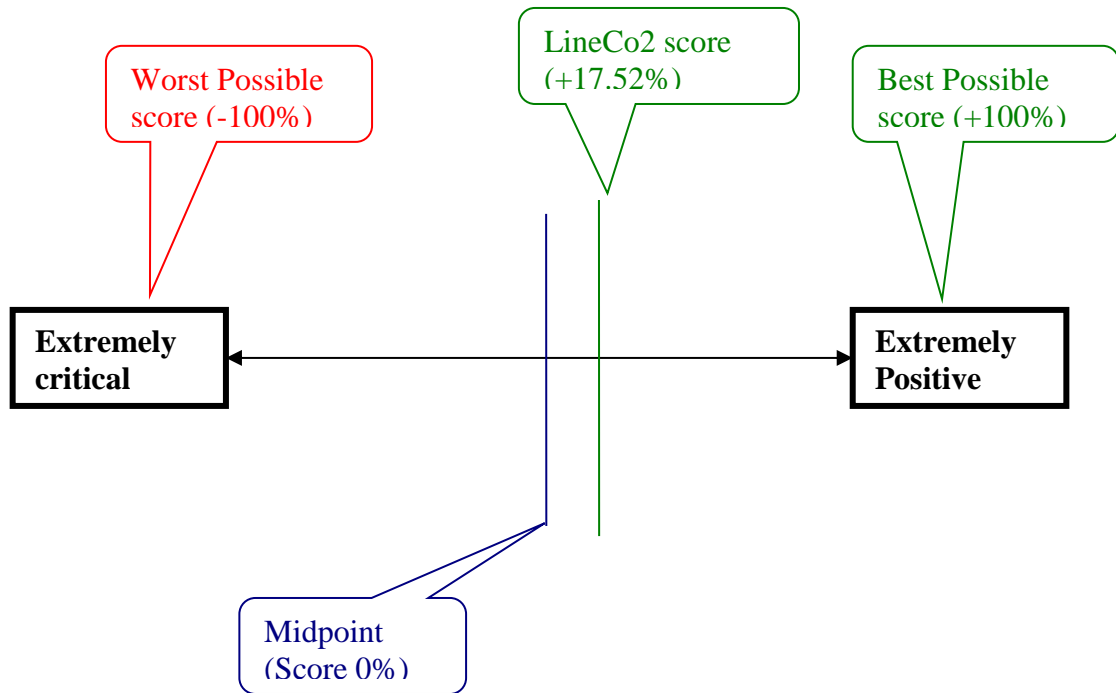 Worst Possible
score (-100%)
LineCo2 score
(+17.52%)
Best Possible
score (+100%)
Extremely
critical
Extremely
Positive
Midpoint
(Score 0%)